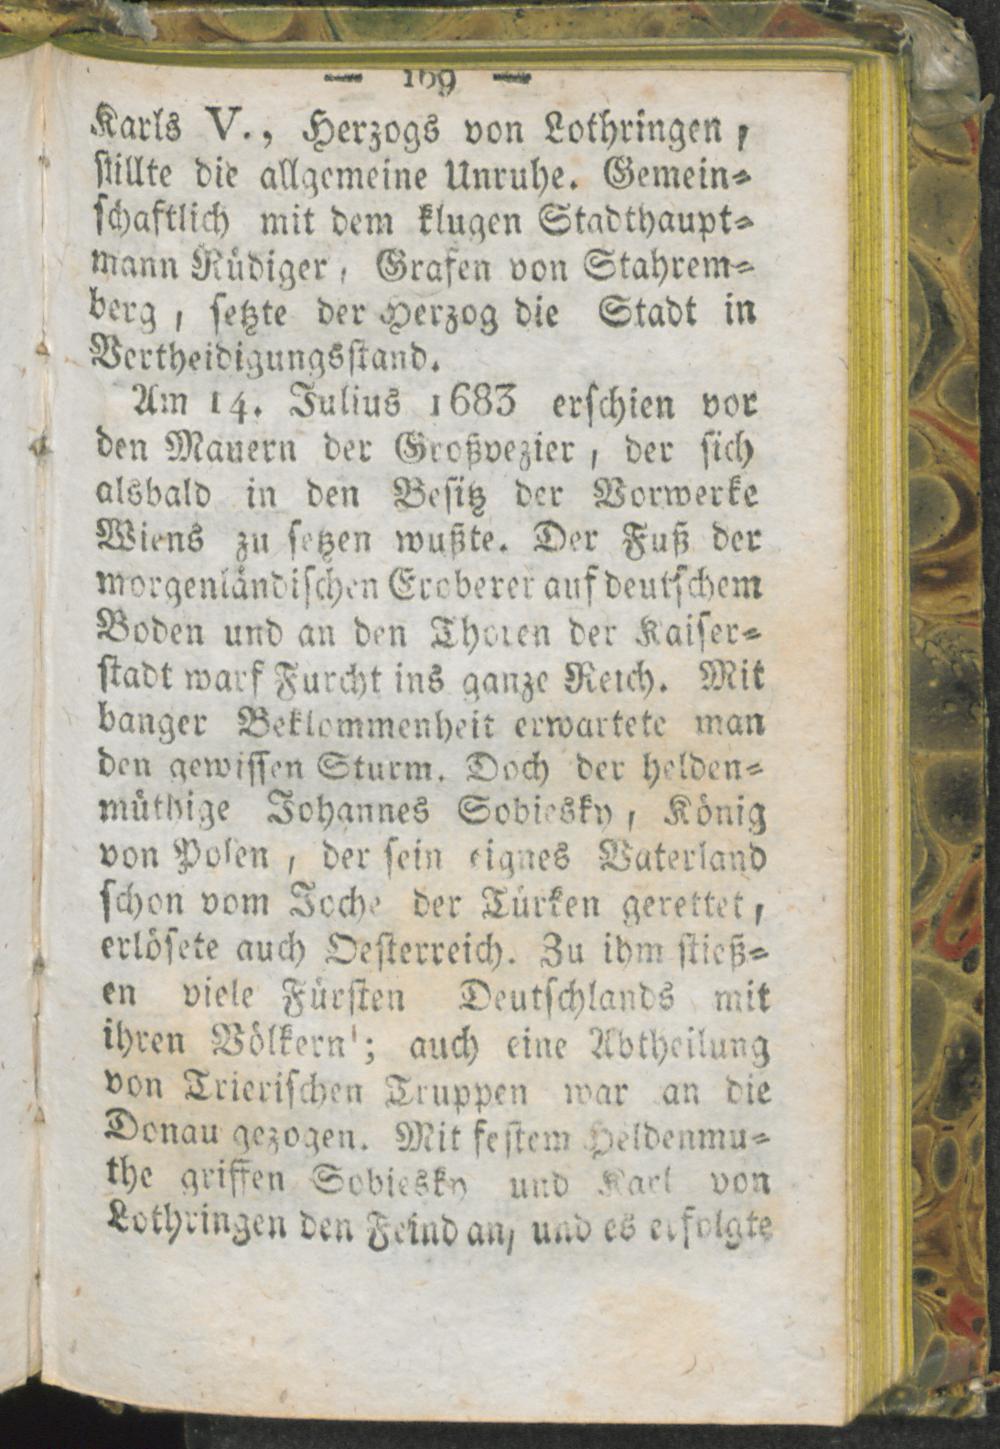 — 169 —
Karls V., Herzogs von Lothringen,
stillte die allgemeine Unruhe. Gemein-
schaftlich mit dem klugen Stadthaupt-
mann Rüdiger, Grafen von Stahrem-
berg, setzte der Herzog die Stadt in
Vertheidigungsstand.
Am 14. Julius 1683 erschien vor
den Mauern der Großvezier, der sich
alsbald in den Besitz der Vorwerke
Wiens zu setzen wußte. Der Fuß der
morgenländischen Eroberer auf deutschem
Boden und an den Thoren der Kaiser-
stadt warf Furcht ins ganze Reich. Mit
banger Beklommenheit erwartete man
den gewissen Sturm. Doch der helden-
müthige Johannes Sobiesky, König
von Polen, der sein eignes Vaterland
schon vom Joche der Türken gerettet,
erlösete auch Oesterreich. Zu ihm stieß-
en viele Fürsten Deutschlands mit
ihren Völkern'; auch eine Abtheilung
von Trierischen Truppen war an die
Donau gezogen. Mit festem Heldenmu-
the griffen Sobiesky und Karl von
Lothringen den Feind an, und es erfolgte